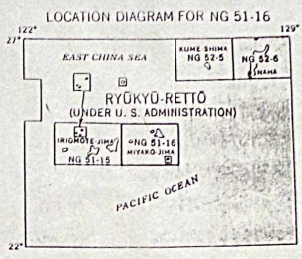 LOCATION DIAGRAM FOR NG 51-16
122° 129°
27°
EAST CHINA SEA
KUME SHIMA
NG 52-5
NG 52-6
NAHA
RYŪKYŪ-RETTŌ
(UNDER U. S. ADMINISTRATION)
IRIOMOTE-JIMA
NG 51-15
NG 51-16
MIYAKO-JIMA
PACIFIC OCEAN
22°